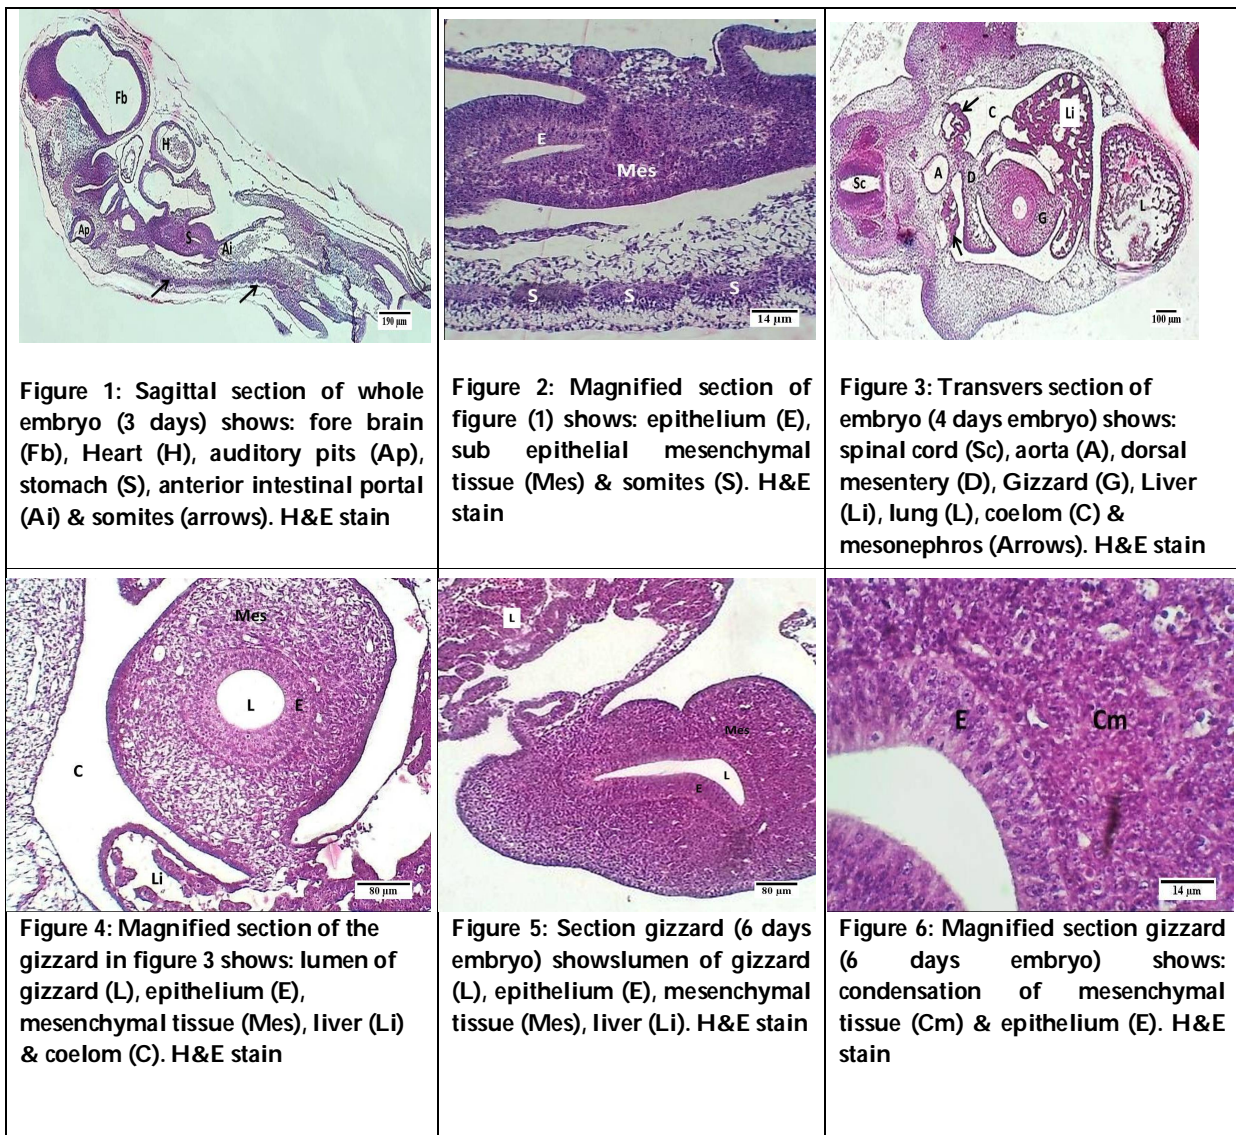 Fb
H
Ap
S
Ai
190 µm
E
Mes
S
S
S
14 µm
C
Li
A
D
Sc
G
L
100 µm
Figure 1: Sagittal section of whole
embryo (3 days) shows: fore brain
(Fb), Heart (H), auditory pits (Ap),
stomach (S), anterior intestinal portal
(Ai) & somites (arrows). H&E stain
Figure 2: Magnified section of
figure (1) shows: epithelium (E),
sub epithelial mesenchymal
tissue (Mes) & somites (S). H&E
stain
Figure 3: Transvers section of
embryo (4 days embryo) shows:
spinal cord (Sc), aorta (A), dorsal
mesentery (D), Gizzard (G), Liver
(Li), lung (L), coelom (C) &
mesonephros (Arrows). H&E stain
Mes
L
E
C
Li
80 µm
L
Mes
L
E
80 µm
E
Cm
14 µm
Figure 4: Magnified section of the
gizzard in figure 3 shows: lumen of
gizzard (L), epithelium (E),
mesenchymal tissue (Mes), liver (Li)
& coelom (C). H&E stain
Figure 5: Section gizzard (6 days
embryo) showslumen of gizzard
(L), epithelium (E), mesenchymal
tissue (Mes), liver (Li). H&E stain
Figure 6: Magnified section gizzard
(6 days embryo) shows:
condensation of mesenchymal
tissue (Cm) & epithelium (E). H&E
stain